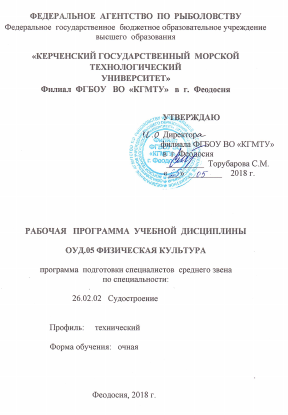 ФЕДЕРАЛЬНОЕ АГЕНТСТВО ПО РЫБОЛОВСТВУ
Федеральное государственное бюджетное образовательное учреждение
высшего образования
«КЕРЧЕНСКИЙ ГОСУДАРСТВЕННЫЙ МОРСКОЙ
ТЕХНОЛОГИЧЕСКИЙ
УНИВЕРСИТЕТ»
Филиал ФГБОУ ВО «КГМТУ» в г. Феодосия
УТВЕРЖДАЮ
И.О Директора
филиала ФГБОУ ВО «КГМТУ»
в г. Феодосия
Торубарова С.М.
05 2018 г.
РАБОЧАЯ ПРОГРАММА УЧЕБНОЙ ДИСЦИПЛИНЫ
ОУД.05 ФИЗИЧЕСКАЯ КУЛЬТУРА
программа подготовки специалистов среднего звена
по специальности:
26.02.02 Судостроение
Профиль: технический
Форма обучения: очная
Феодосия, 2018 г.